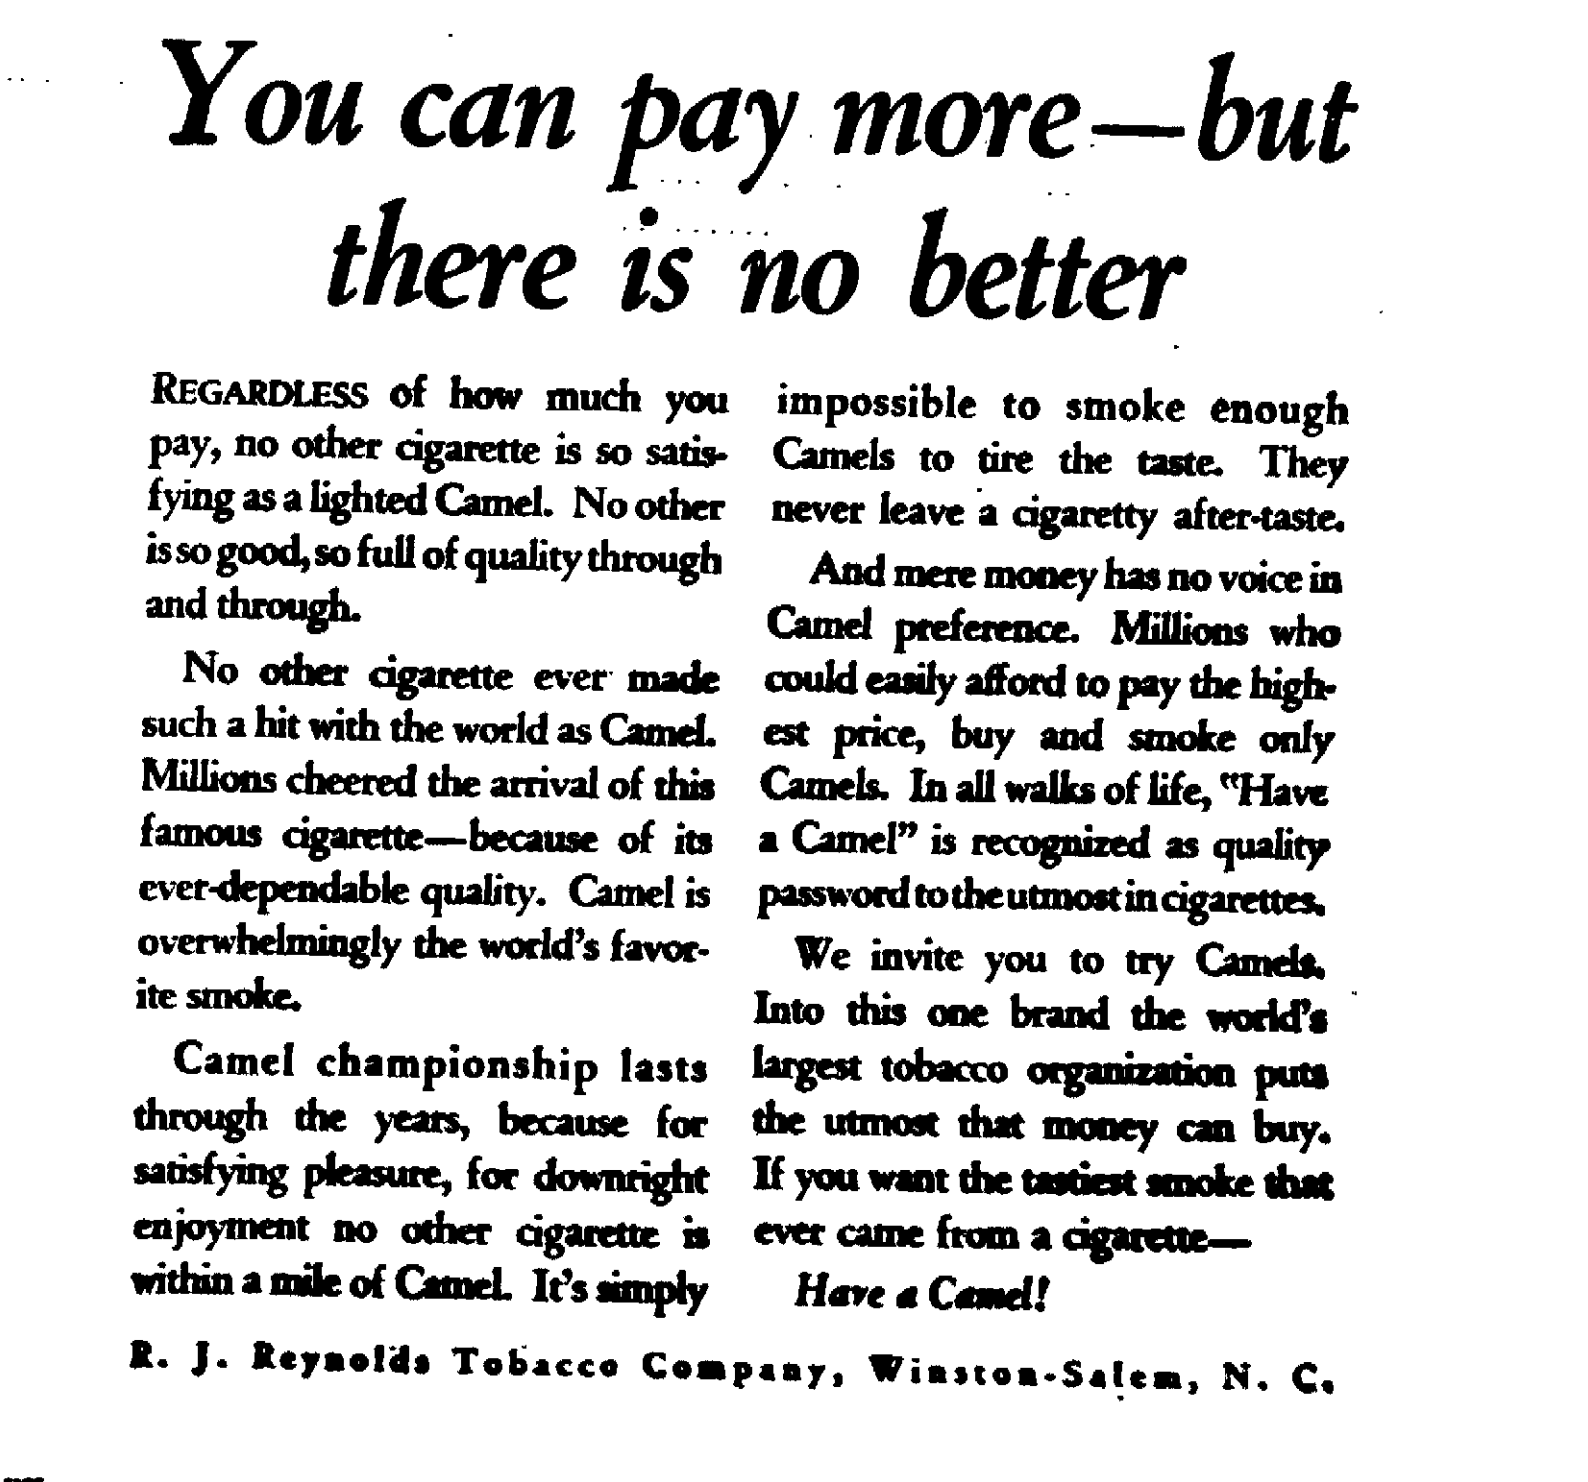 You can pay more—but
there is no better
REGARDLESS of how much you
pay, no other cigarette is so satis-
fying as a lighted Camel. No other
is so good, so full of quality through
and through.
No other cigarette ever made
such a hit with the world as Camel.
Millions cheered the arrival of this
famous cigarette—because of its
ever-dependable quality. Camel is
overwhelmingly the world's favor-
ite smoke.
Camel championship lasts
through the years, because for
satisfying pleasure, for downright
enjoyment no other cigarette is
within a mile of Camel. It's simply
impossible to smoke enough
Camels to tire the taste. They
never leave a cigaretty after-taste.
And mere money has no voice in
Camel preference. Millions who
could easily afford to pay the high-
est price, buy and smoke only
Camels. In all walks of life, "Have
a Camel" is recognized as quality
password to the utmost in cigarettes.
We invite you to try Camels.
Into this one brand the world's
largest tobacco organization puts
the utmost that money can buy.
If you want the tastiest smoke that
ever came from a cigarette—
Have a Camel!
R. J. Reynolds Tobacco Company, Winston-Salem, N. C.